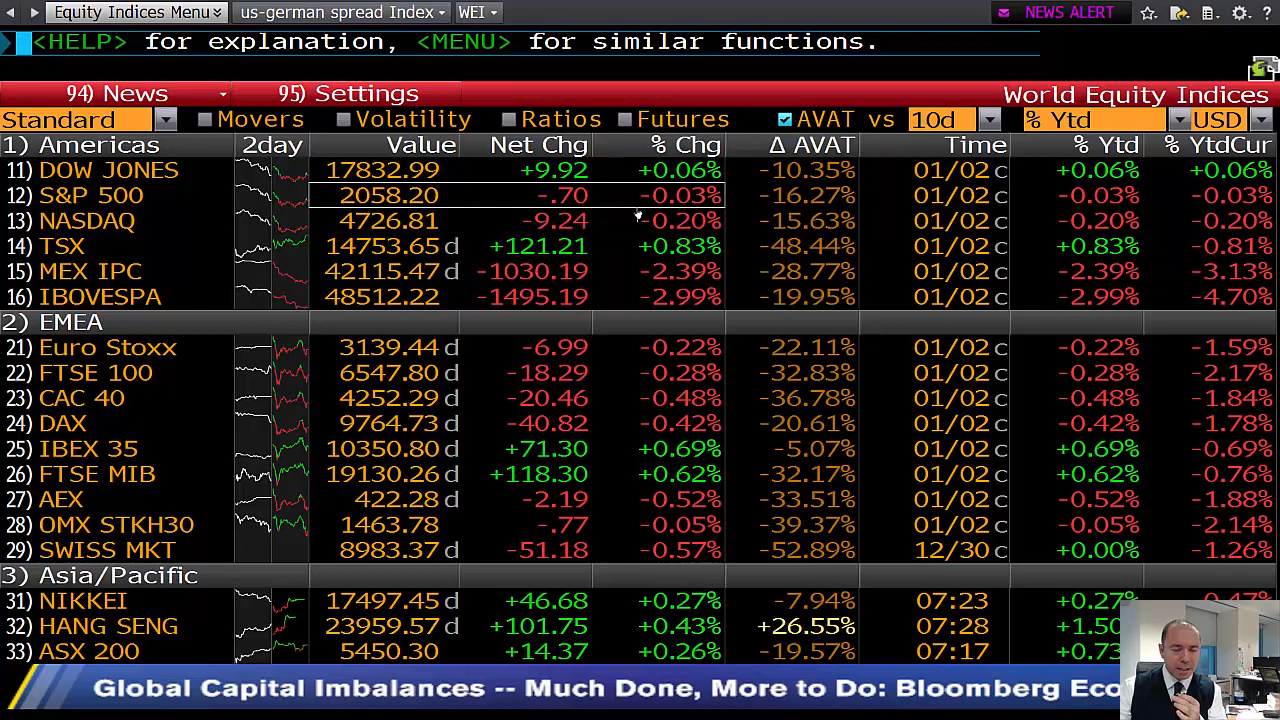 Equity Indices Menu us-german spread Index WEI NEWS ALERT ?
<HELP> for explanation, <MENU> for similar functions.
94) News 95) Settings World Equity Indices
Standard Movers Volatility Ratios Futures AVAT vs 10d % Ytd USD
1) Americas 2day Value Net Chg % Chg Δ AVAT Time % Ytd % YtdCur
11) DOW JONES 17832.99 +9.92 +0.06% -10.35% 01/02 c +0.06% +0.06%
12) S&P 500 2058.20 -.70 -0.03% -16.27% 01/02 c -0.03% -0.03%
13) NASDAQ 4726.81 -9.24 -0.20% -15.63% 01/02 c -0.20% -0.20%
14) TSX 14753.65 d +121.21 +0.83% -48.44% 01/02 c +0.83% -0.81%
15) MEX IPC 42115.47 d -1030.19 -2.39% -28.77% 01/02 c -2.39% -3.13%
16) IBOVESPA 48512.22 -1495.19 -2.99% -19.95% 01/02 c -2.99% -4.70%
2) EMEA
21) Euro Stoxx 3139.44 d -6.99 -0.22% -22.11% 01/02 c -0.22% -1.59%
22) FTSE 100 6547.80 d -18.29 -0.28% -32.83% 01/02 c -0.28% -2.17%
23) CAC 40 4252.29 d -20.46 -0.48% -36.78% 01/02 c -0.48% -1.84%
24) DAX 9764.73 d -40.82 -0.42% -20.61% 01/02 c -0.42% -1.78%
25) IBEX 35 10350.80 d +71.30 +0.69% -5.07% 01/02 c +0.69% -0.69%
26) FTSE MIB 19130.26 d +118.30 +0.62% -32.17% 01/02 c +0.62% -0.76%
27) AEX 422.28 d -2.19 -0.52% -33.51% 01/02 c -0.52% -1.88%
28) OMX STKH30 1463.78 -.77 -0.05% -39.37% 01/02 c -0.05% -2.14%
29) SWISS MKT 8983.37 d -51.18 -0.57% -52.89% 12/30 c +0.00% -1.26%
3) Asia/Pacific
31) NIKKEI 17497.45 d +46.68 +0.27% -7.94% 07:23 +0.27%
32) HANG SENG 23959.57 d +101.75 +0.43% +26.55% 07:28 +1.50
33) ASX 200 5450.30 +14.37 +0.26% -19.57% 07:17 +0.73
Global Capital Imbalances -- Much Done, More to Do: Bloomberg Eco